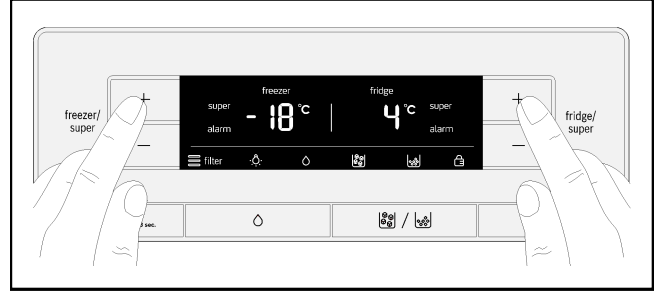 freezer
fridge
super
-18 °C
4 °C
super
alarm
alarm
filter
freezer/
super
+
+
fridge/
super
−
−
sec.
/